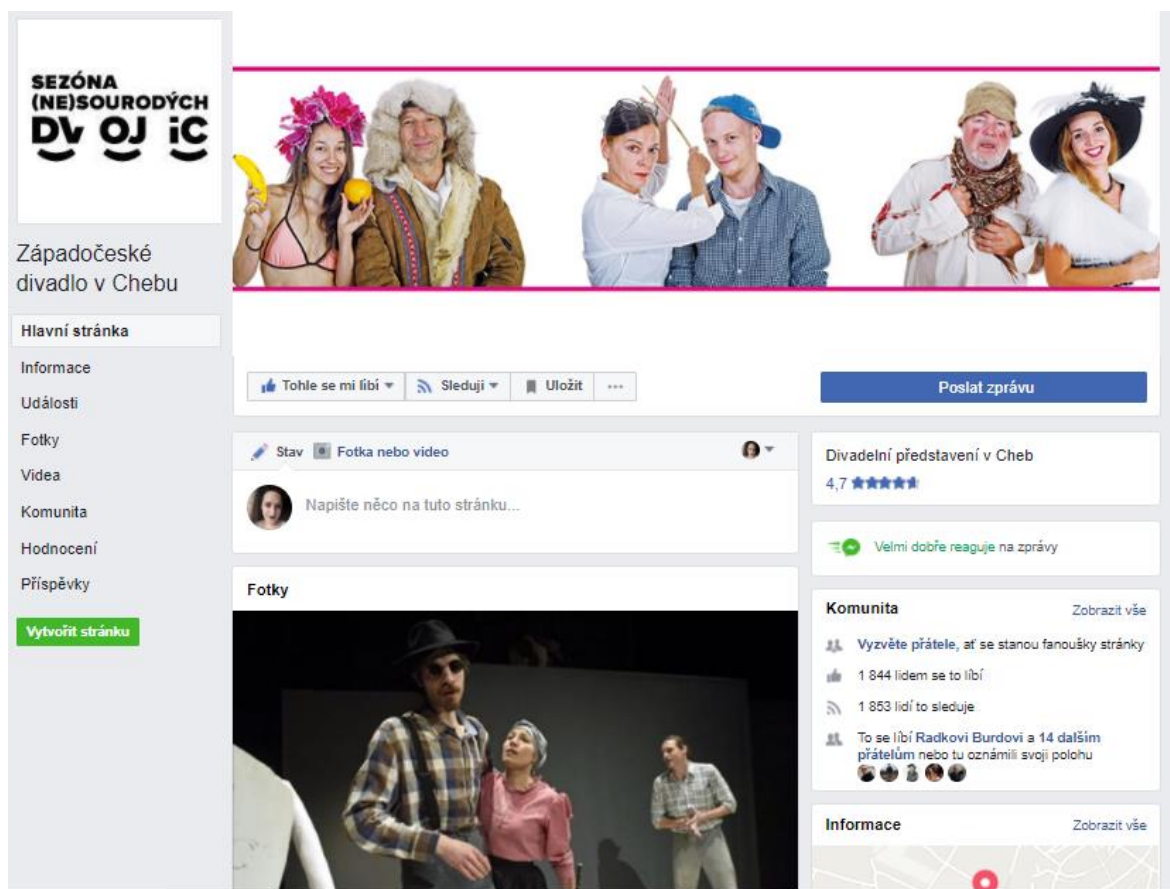 SEZÓNA
(NE)SOURODÝCH
DVOJIC
Západočeské
divadlo v Chebu
Hlavní stránka
Informace
Události
Fotky
Videa
Komunita
Hodnocení
Příspěvky
Vytvořit stránku
Tohle se mi líbí
Sleduji
Uložit
Poslat zprávu
Stav
Fotka nebo video
Napište něco na tuto stránku...
Fotky
Divadelní představení v Cheb
4,7
Velmi dobře reaguje na zprávy
Komunita
Zobrazit vše
Vyzvěte přátele, ať se stanou fanoušky stránky
1 844 lidem se to líbí
1 853 lidí to sleduje
To se líbí Radkovi Burdovi a 14 dalším
přátelům nebo tu oznámili svoji polohu
Informace
Zobrazit vše